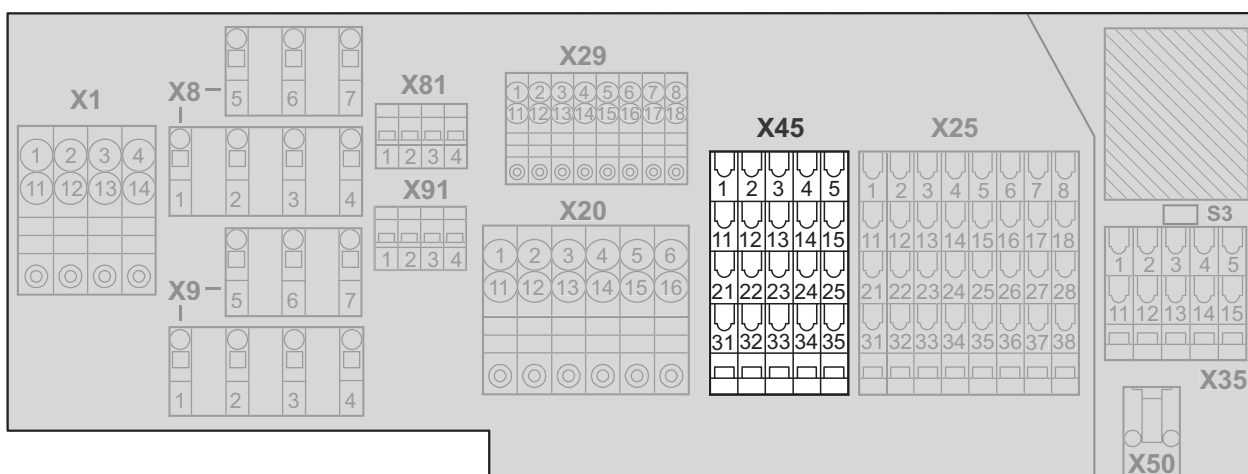 X1
1 2 3 4
11 12 13 14
X8
5 6 7
1 2 3 4
X9
5 6 7
1 2 3 4
X81
1 2 3 4
X91
1 2 3 4
X29
1 2 3 4 5 6 7 8
11 12 13 14 15 16 17 18
X20
1 2 3 4 5 6
11 12 13 14 15 16
X45
1 2 3 4 5
11 12 13 14 15
21 22 23 24 25
31 32 33 34 35
X25
1 2 3 4 5 6 7 8
11 12 13 14 15 16 17 18
21 22 23 24 25 26 27 28
31 32 33 34 35 36 37 38
S3
1 2 3 4 5
11 12 13 14 15
X35
X50